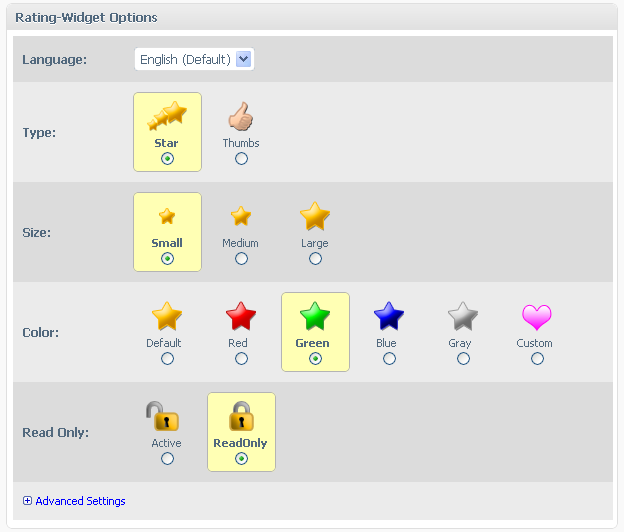 Rating-Widget Options
Language: English (Default)
Type: Star Thumbs
Size: Small Medium Large
Color: Default Red Green Blue Gray Custom
Read Only: Active ReadOnly
Advanced Settings